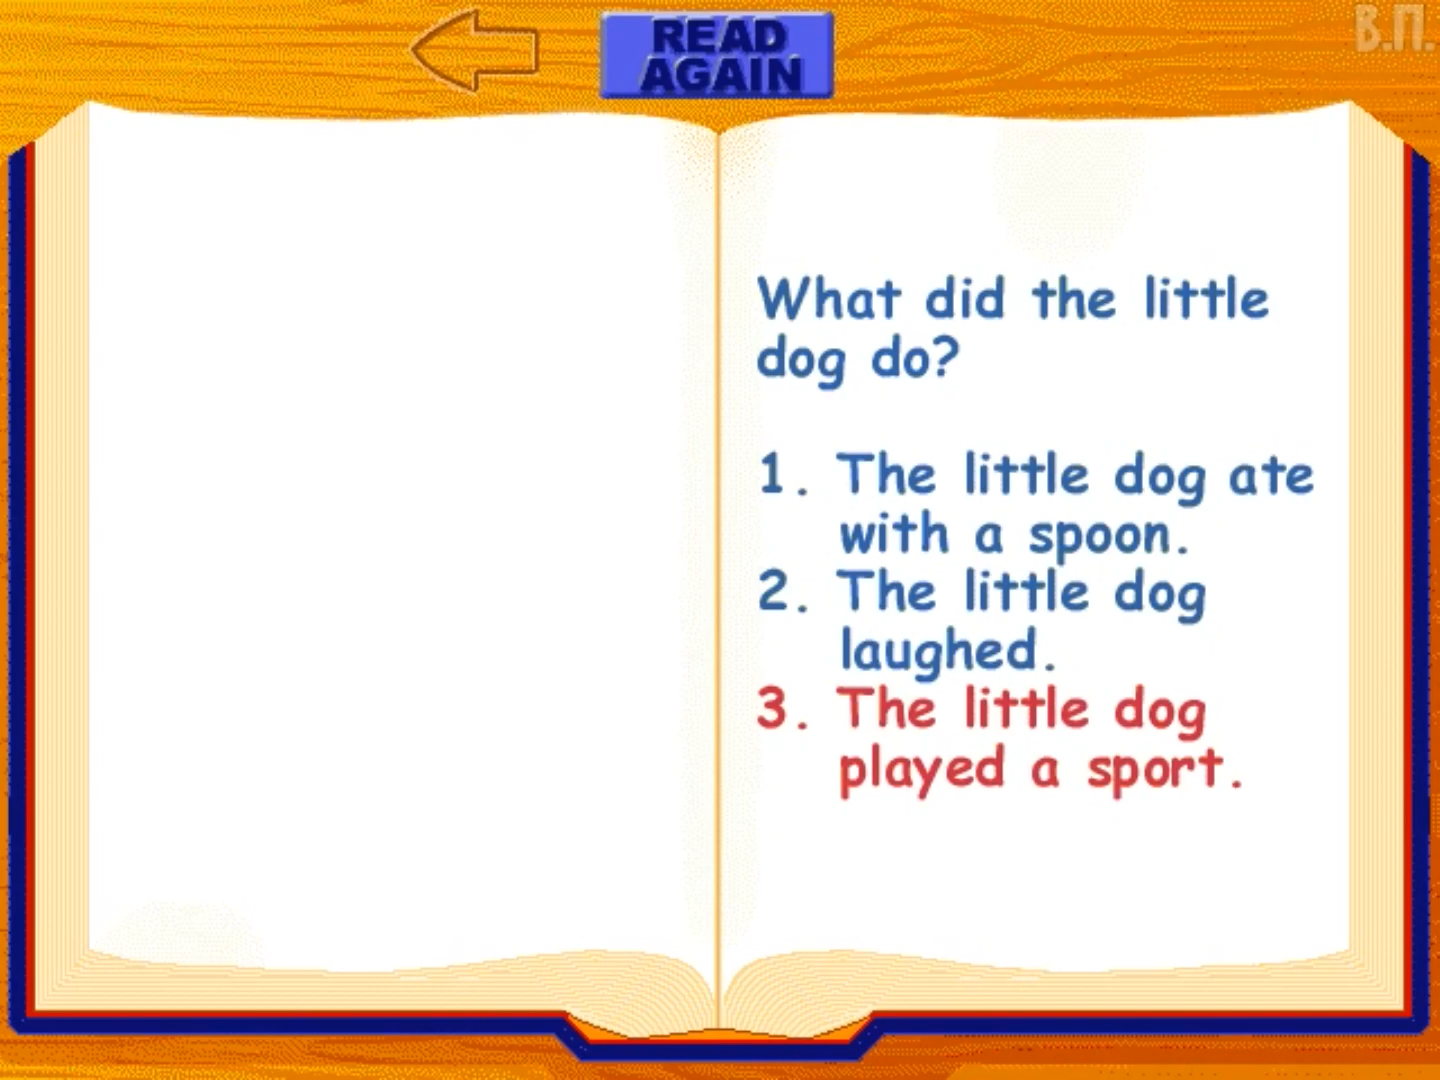 READ
AGAIN
В.П.
What did the little
dog do?
1. The little dog ate
with a spoon.
2. The little dog
laughed.
3. The little dog
played a sport.